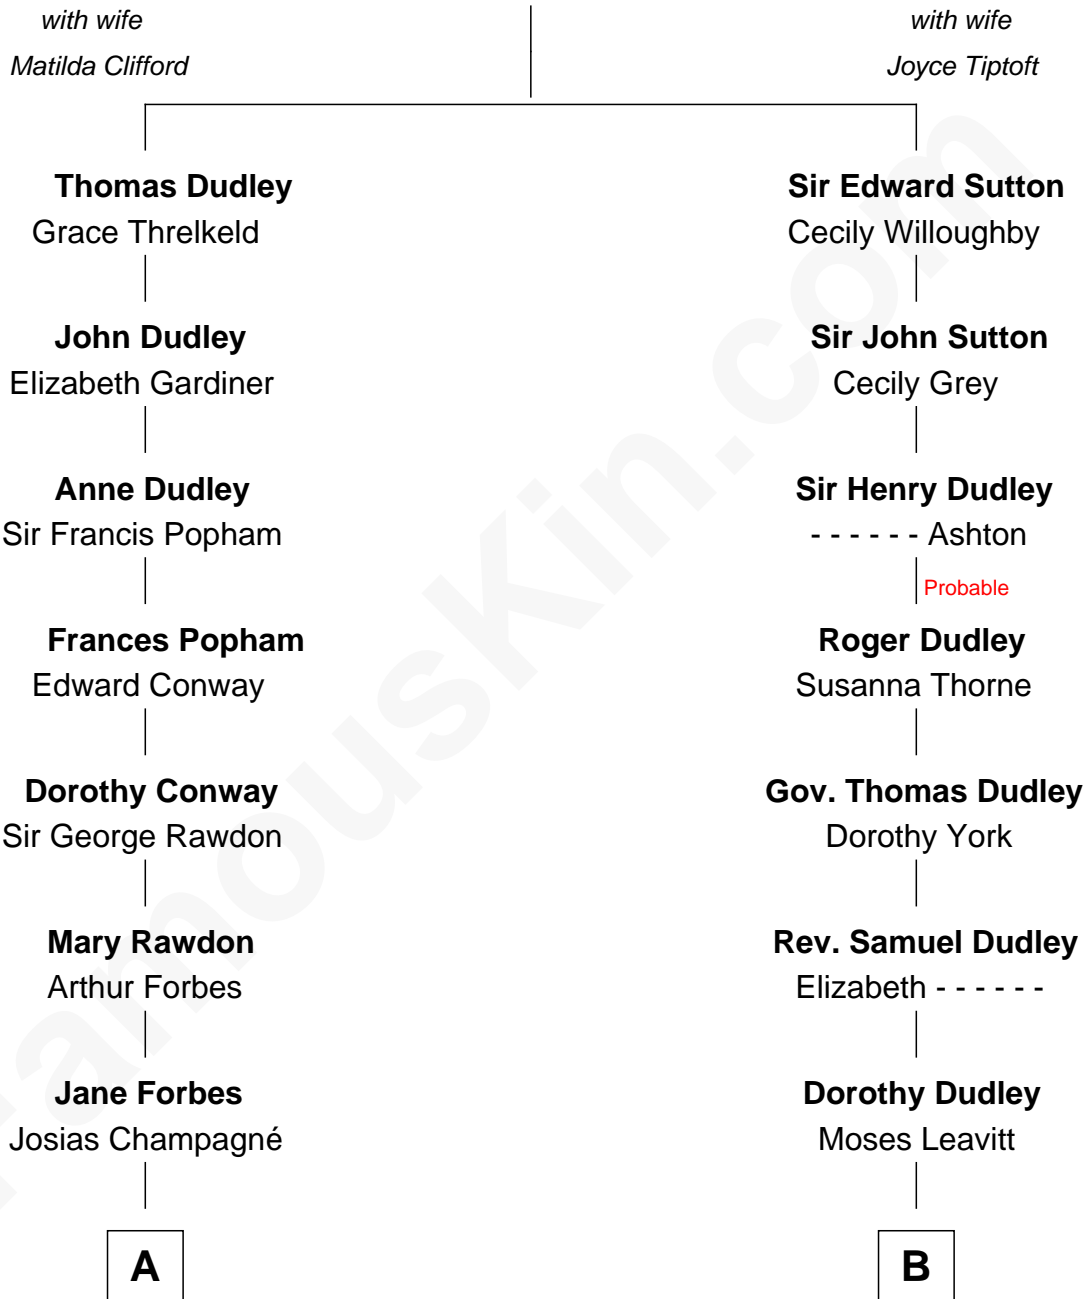 with wife
Matilda Clifford
with wife
Joyce Tiptoft
Thomas Dudley
Grace Threlkeld
Sir Edward Sutton
Cecily Willoughby
John Dudley
Elizabeth Gardiner
Sir John Sutton
Cecily Grey
Anne Dudley
Sir Francis Popham
Sir Henry Dudley
- - - - - - Ashton
Probable
Frances Popham
Edward Conway
Roger Dudley
Susanna Thorne
Dorothy Conway
Sir George Rawdon
Gov. Thomas Dudley
Dorothy York
Mary Rawdon
Arthur Forbes
Rev. Samuel Dudley
Elizabeth - - - - - -
Jane Forbes
Josias Champagné
Dorothy Dudley
Moses Leavitt
A
B
FamousKin.com